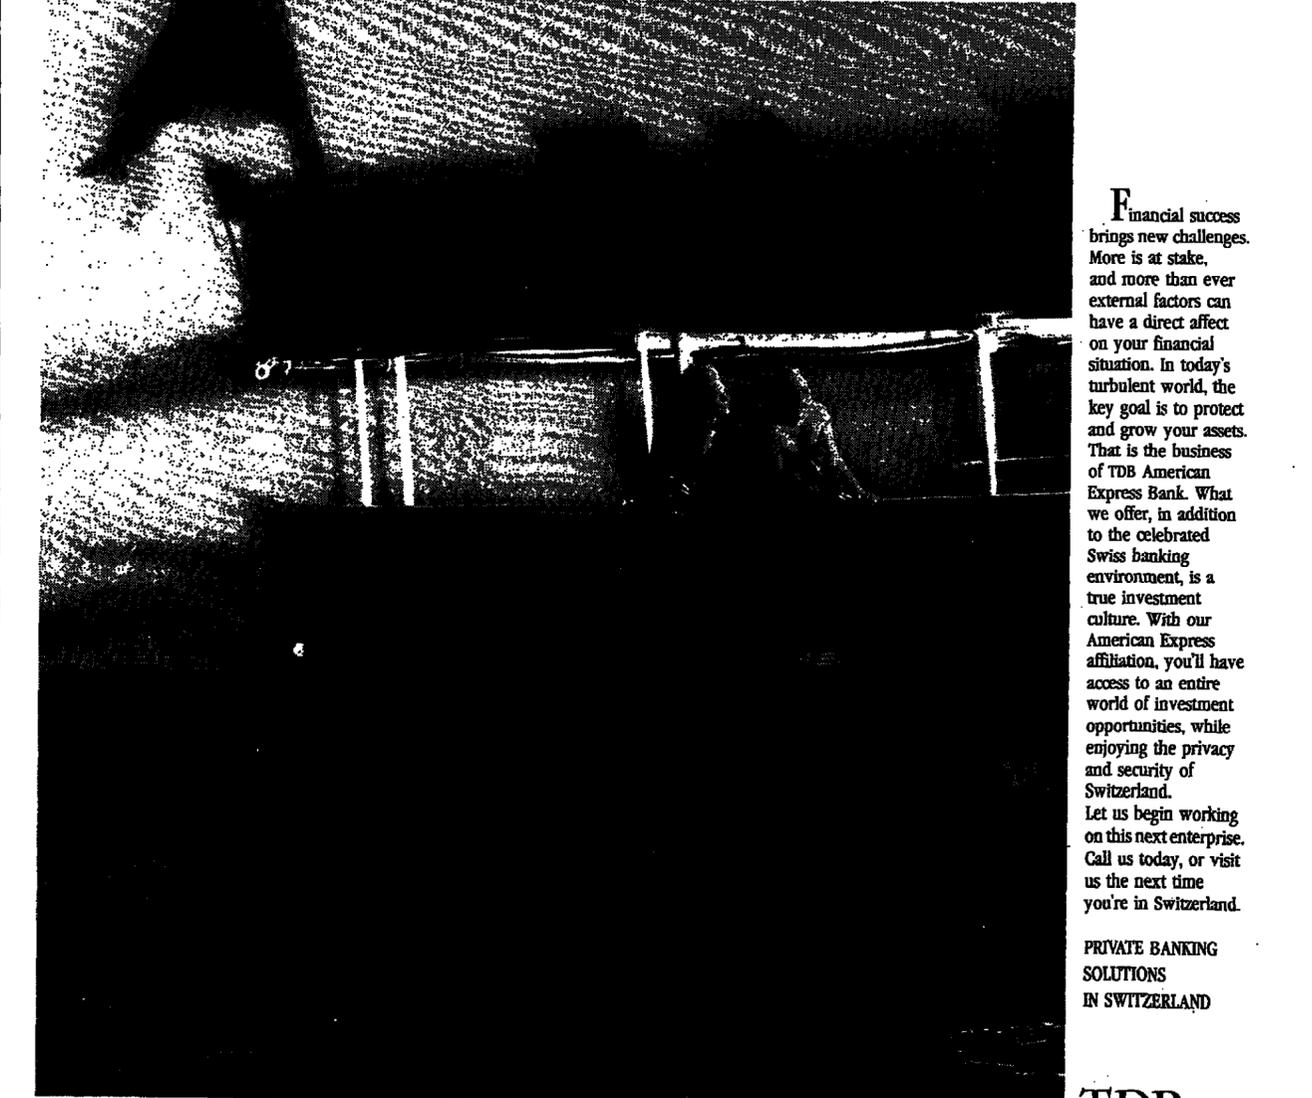 Financial success
brings new challenges.
More is at stake,
and more than ever
external factors can
have a direct affect
on your financial
situation. In today's
turbulent world, the
key goal is to protect
and grow your assets.
That is the business
of TDB American
Express Bank. What
we offer, in addition
to the celebrated
Swiss banking
environment, is a
true investment
culture. With our
American Express
affiliation, you'll have
access to an entire
world of investment
opportunities, while
enjoying the privacy
and security of
Switzerland.
Let us begin working
on this next enterprise.
Call us today, or visit
us the next time
you're in Switzerland.
PRIVATE BANKING
SOLUTIONS
IN SWITZERLAND
TDB